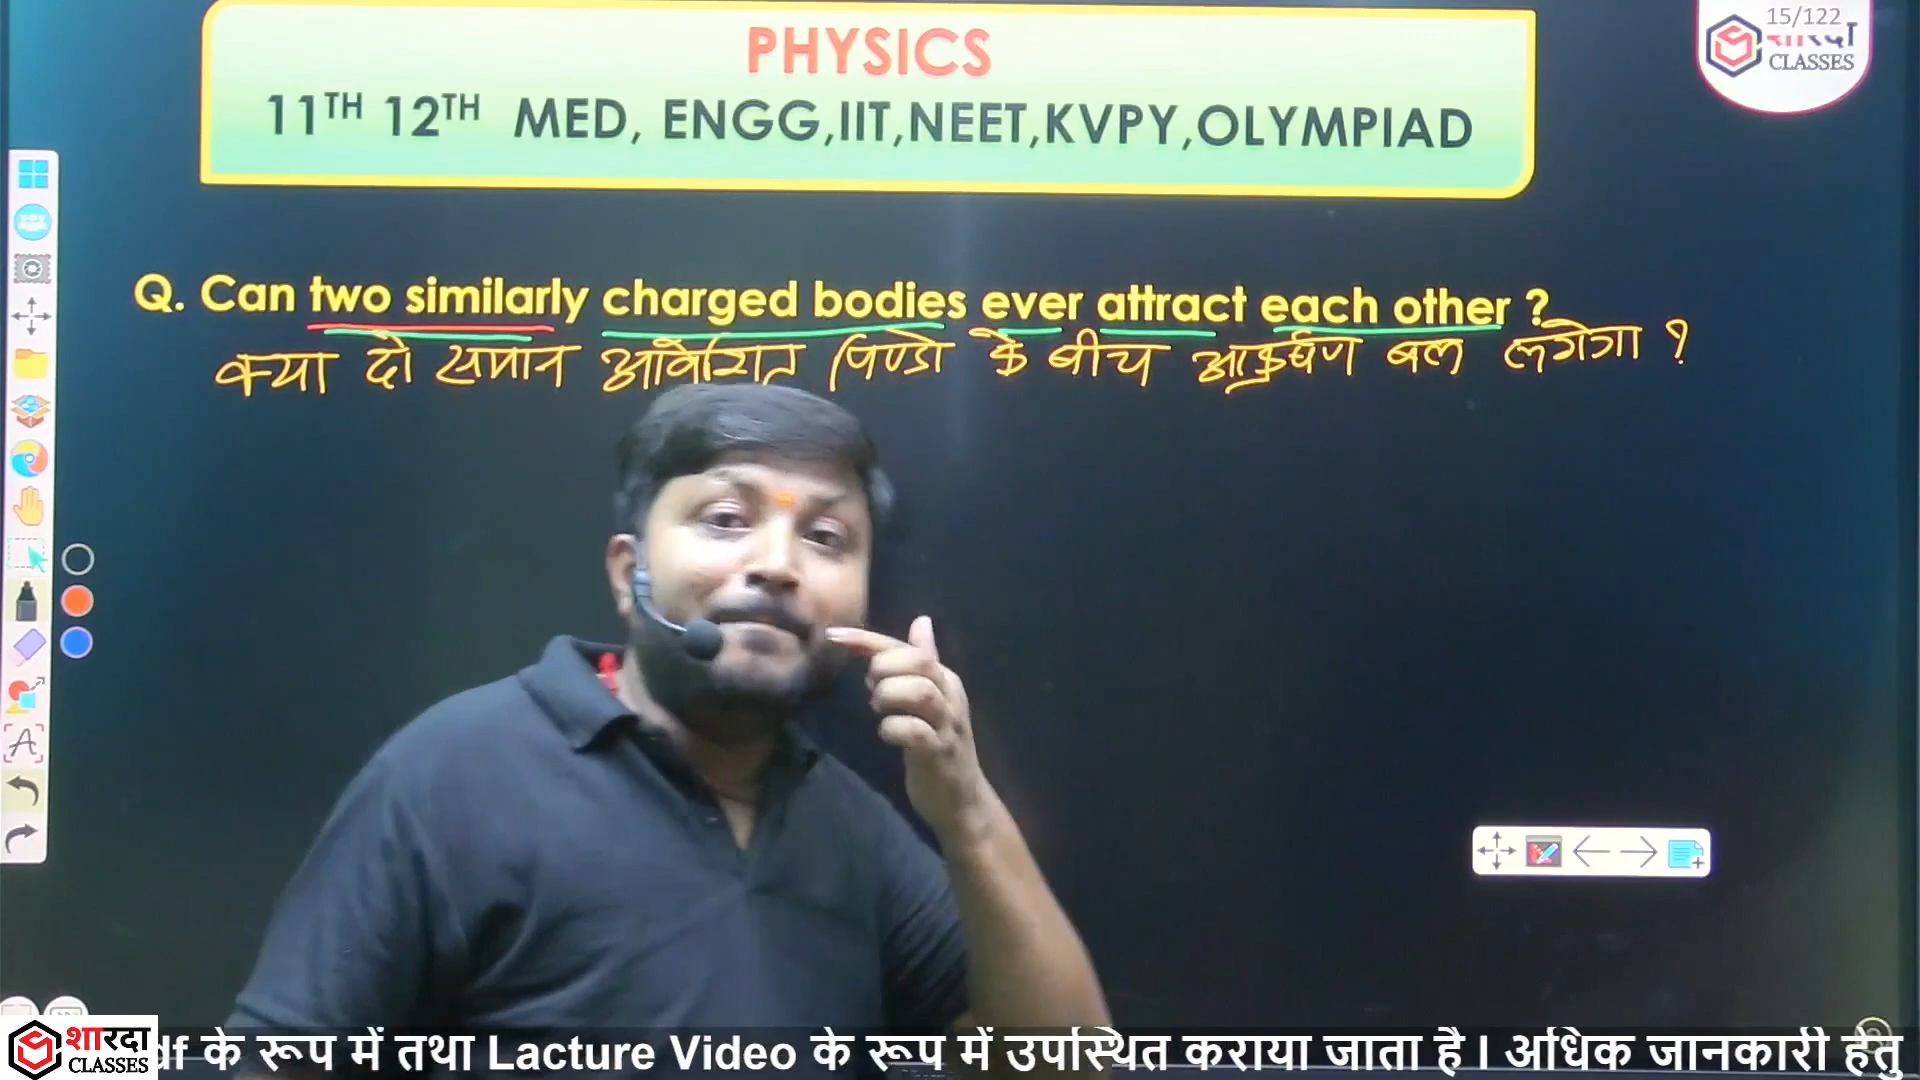 PHYSICS
11TH 12TH MED, ENGG,IIT,NEET,KVPY,OLYMPIAD
15/122
शारदा
CLASSES
Q. Can two similarly charged bodies ever attract each other ?
क्या दो समान आवेशित पिण्डो के बीच आकर्षण बल लगेगा ?
A
शारदा
CLASSES
df के रूप में तथा Lacture Video के रूप में उपस्थित कराया जाता है । अधिक जानकारी हेतु